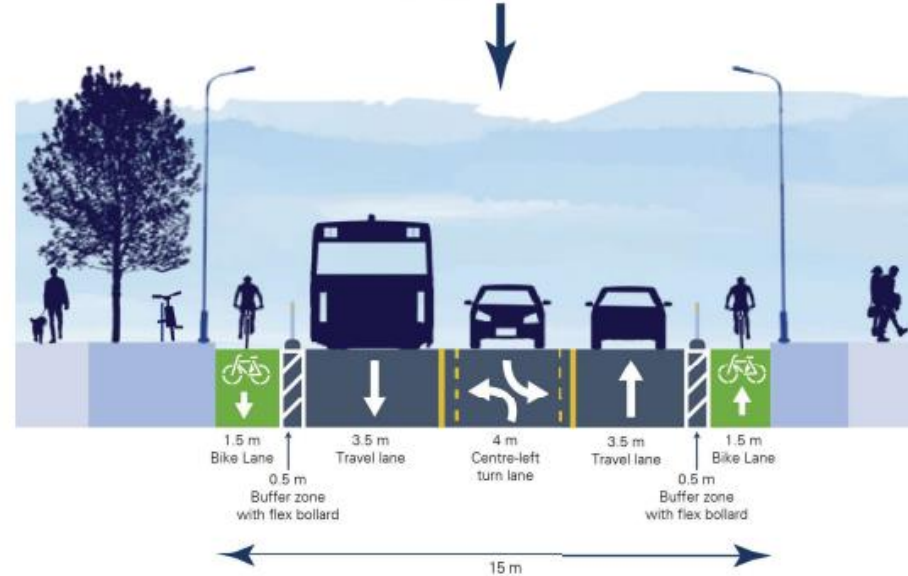 1.5 m
Bike Lane
0.5 m
Buffer zone
with flex bollard
3.5 m
Travel lane
4 m
Centre-left
turn lane
3.5 m
Travel lane
0.5 m
Buffer zone
with flex bollard
1.5 m
Bike Lane
15 m